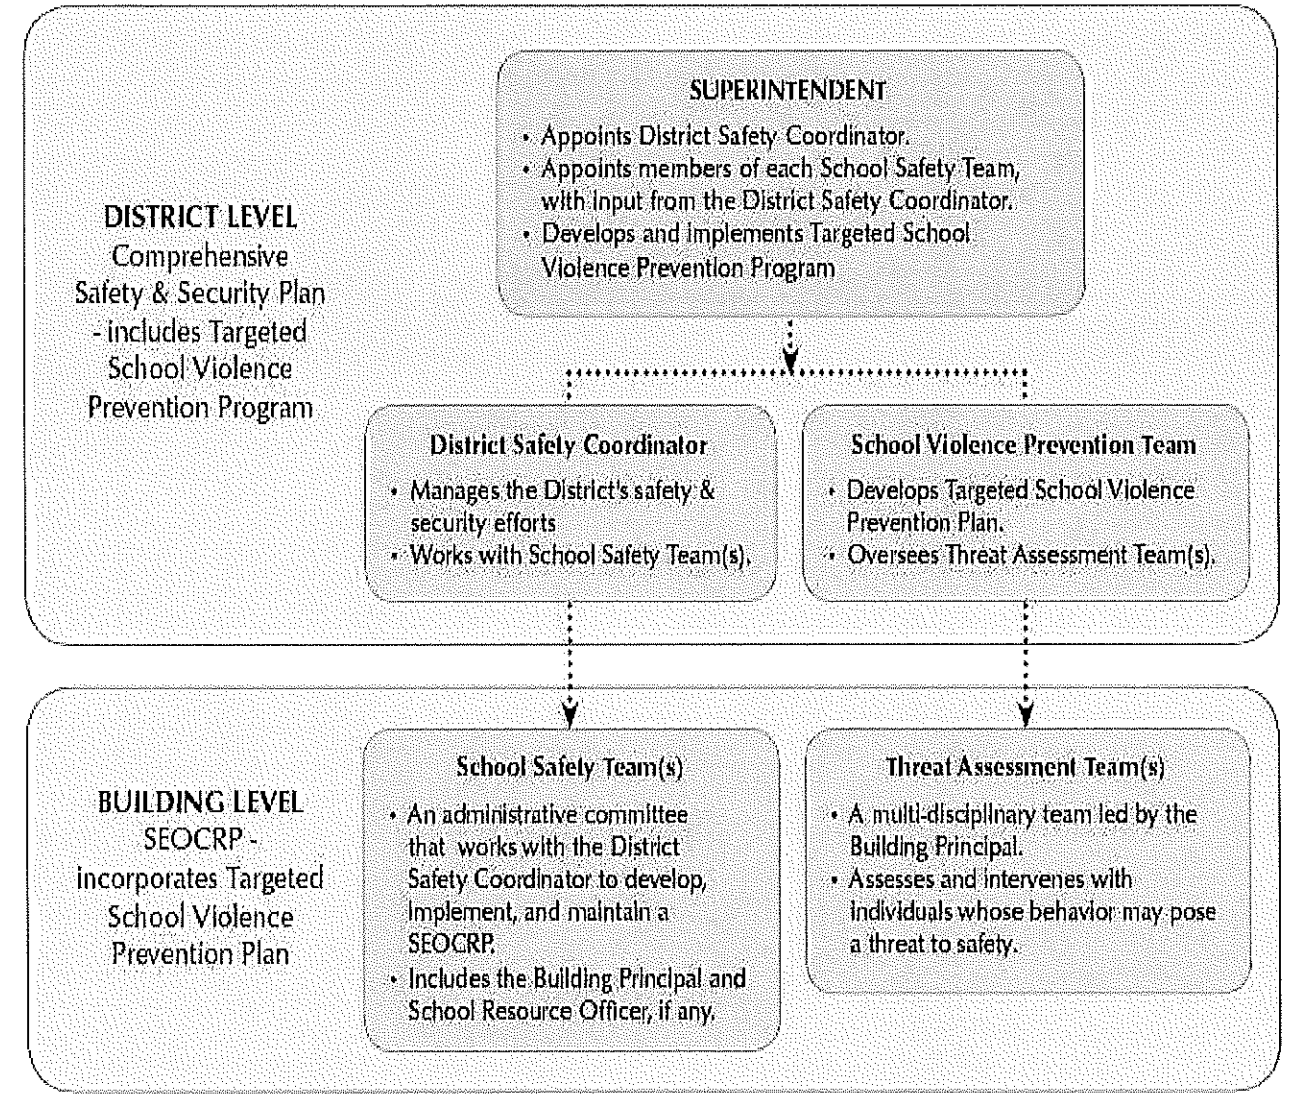 SUPERINTENDENT
• Appoints District Safety Coordinator.
• Appoints members of each School Safety Team,
with input from the District Safety Coordinator.
• Develops and Implements Targeted School
Violence Prevention Program
DISTRICT LEVEL
Comprehensive
Safety & Security Plan
- includes Targeted
School Violence
Prevention Program
District Safety Coordinator
• Manages the District's safety &
security efforts
• Works with School Safety Team(s).
School Violence Prevention Team
• Develops Targeted School Violence
Prevention Plan.
• Oversees Threat Assessment Team(s).
BUILDING LEVEL
SEOCRP -
incorporates Targeted
School Violence
Prevention Plan
School Safety Team(s)
• An administrative committee
that works with the District
Safety Coordinator to develop,
Implement, and maintain a
SEOCRP.
• Includes the Building Principal and
School Resource Officer, if any.
Threat Assessment Team(s)
• A multi-disciplinary team led by the
Building Principal.
• Assesses and intervenes with
individuals whose behavior may pose
a threat to safety.